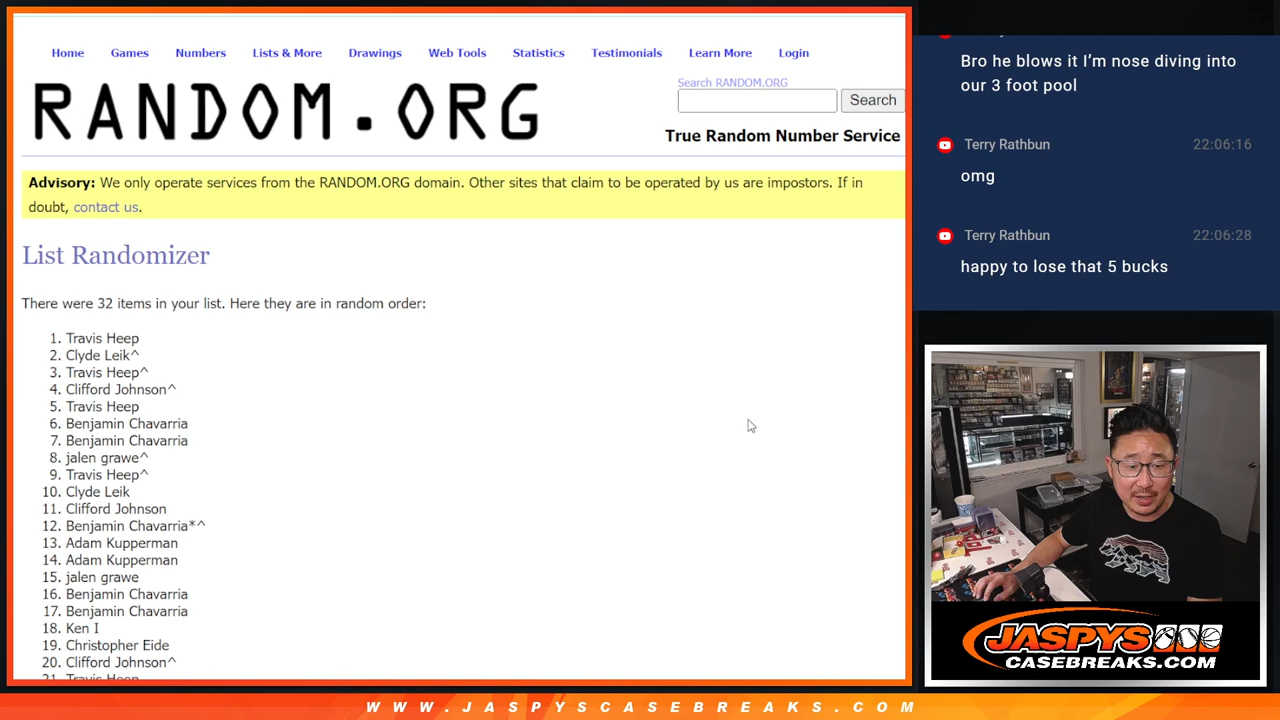 Home Games Numbers Lists & More Drawings Web Tools Statistics Testimonials Learn More Login
RANDOM.ORG
Search RANDOM.ORG
Search
True Random Number Service
Advisory: We only operate services from the RANDOM.ORG domain. Other sites that claim to be operated by us are impostors. If in
doubt, contact us.
List Randomizer
There were 32 items in your list. Here they are in random order:
1. Travis Heep
2. Clyde Leik^
3. Travis Heep^
4. Clifford Johnson^
5. Travis Heep
6. Benjamin Chavarria
7. Benjamin Chavarria
8. jalen grawe^
9. Travis Heep^
10. Clyde Leik
11. Clifford Johnson
12. Benjamin Chavarria*^
13. Adam Kupperman
14. Adam Kupperman
15. jalen grawe
16. Benjamin Chavarria
17. Benjamin Chavarria
18. Ken I
19. Christopher Eide
20. Clifford Johnson^
21. Travis Heep
Bro he blows it I’m nose diving into
our 3 foot pool
Terry Rathbun 22:06:16
omg
Terry Rathbun 22:06:28
happy to lose that 5 bucks
JASPYS
CASEBREAKS.COM
WWW.JASPYSCASEBREAKS.COM